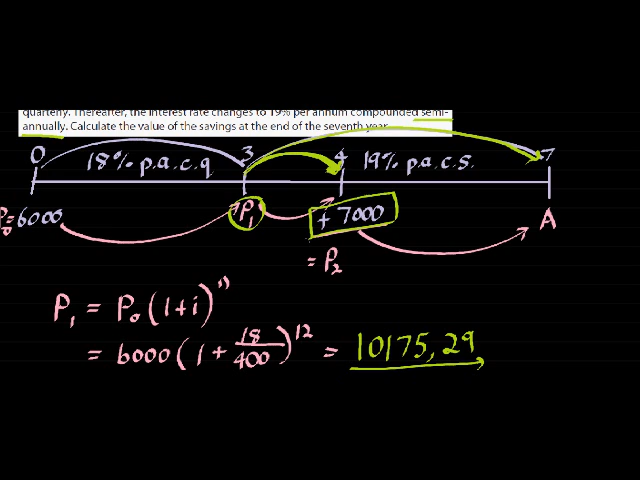 quarterly. Thereafter, the interest rate changes to 19% per annum compounded semi-
annually. Calculate the value of the savings at the end of the seventh year.
0 18% p.a.c.q 3 4 19% p.a.c.s. 7
P₀=6000 P₁ + 7000 A
= P₂
P₁ = P₀(1+i)ⁿ
= 6000(1+18/400)¹² = 10175,29